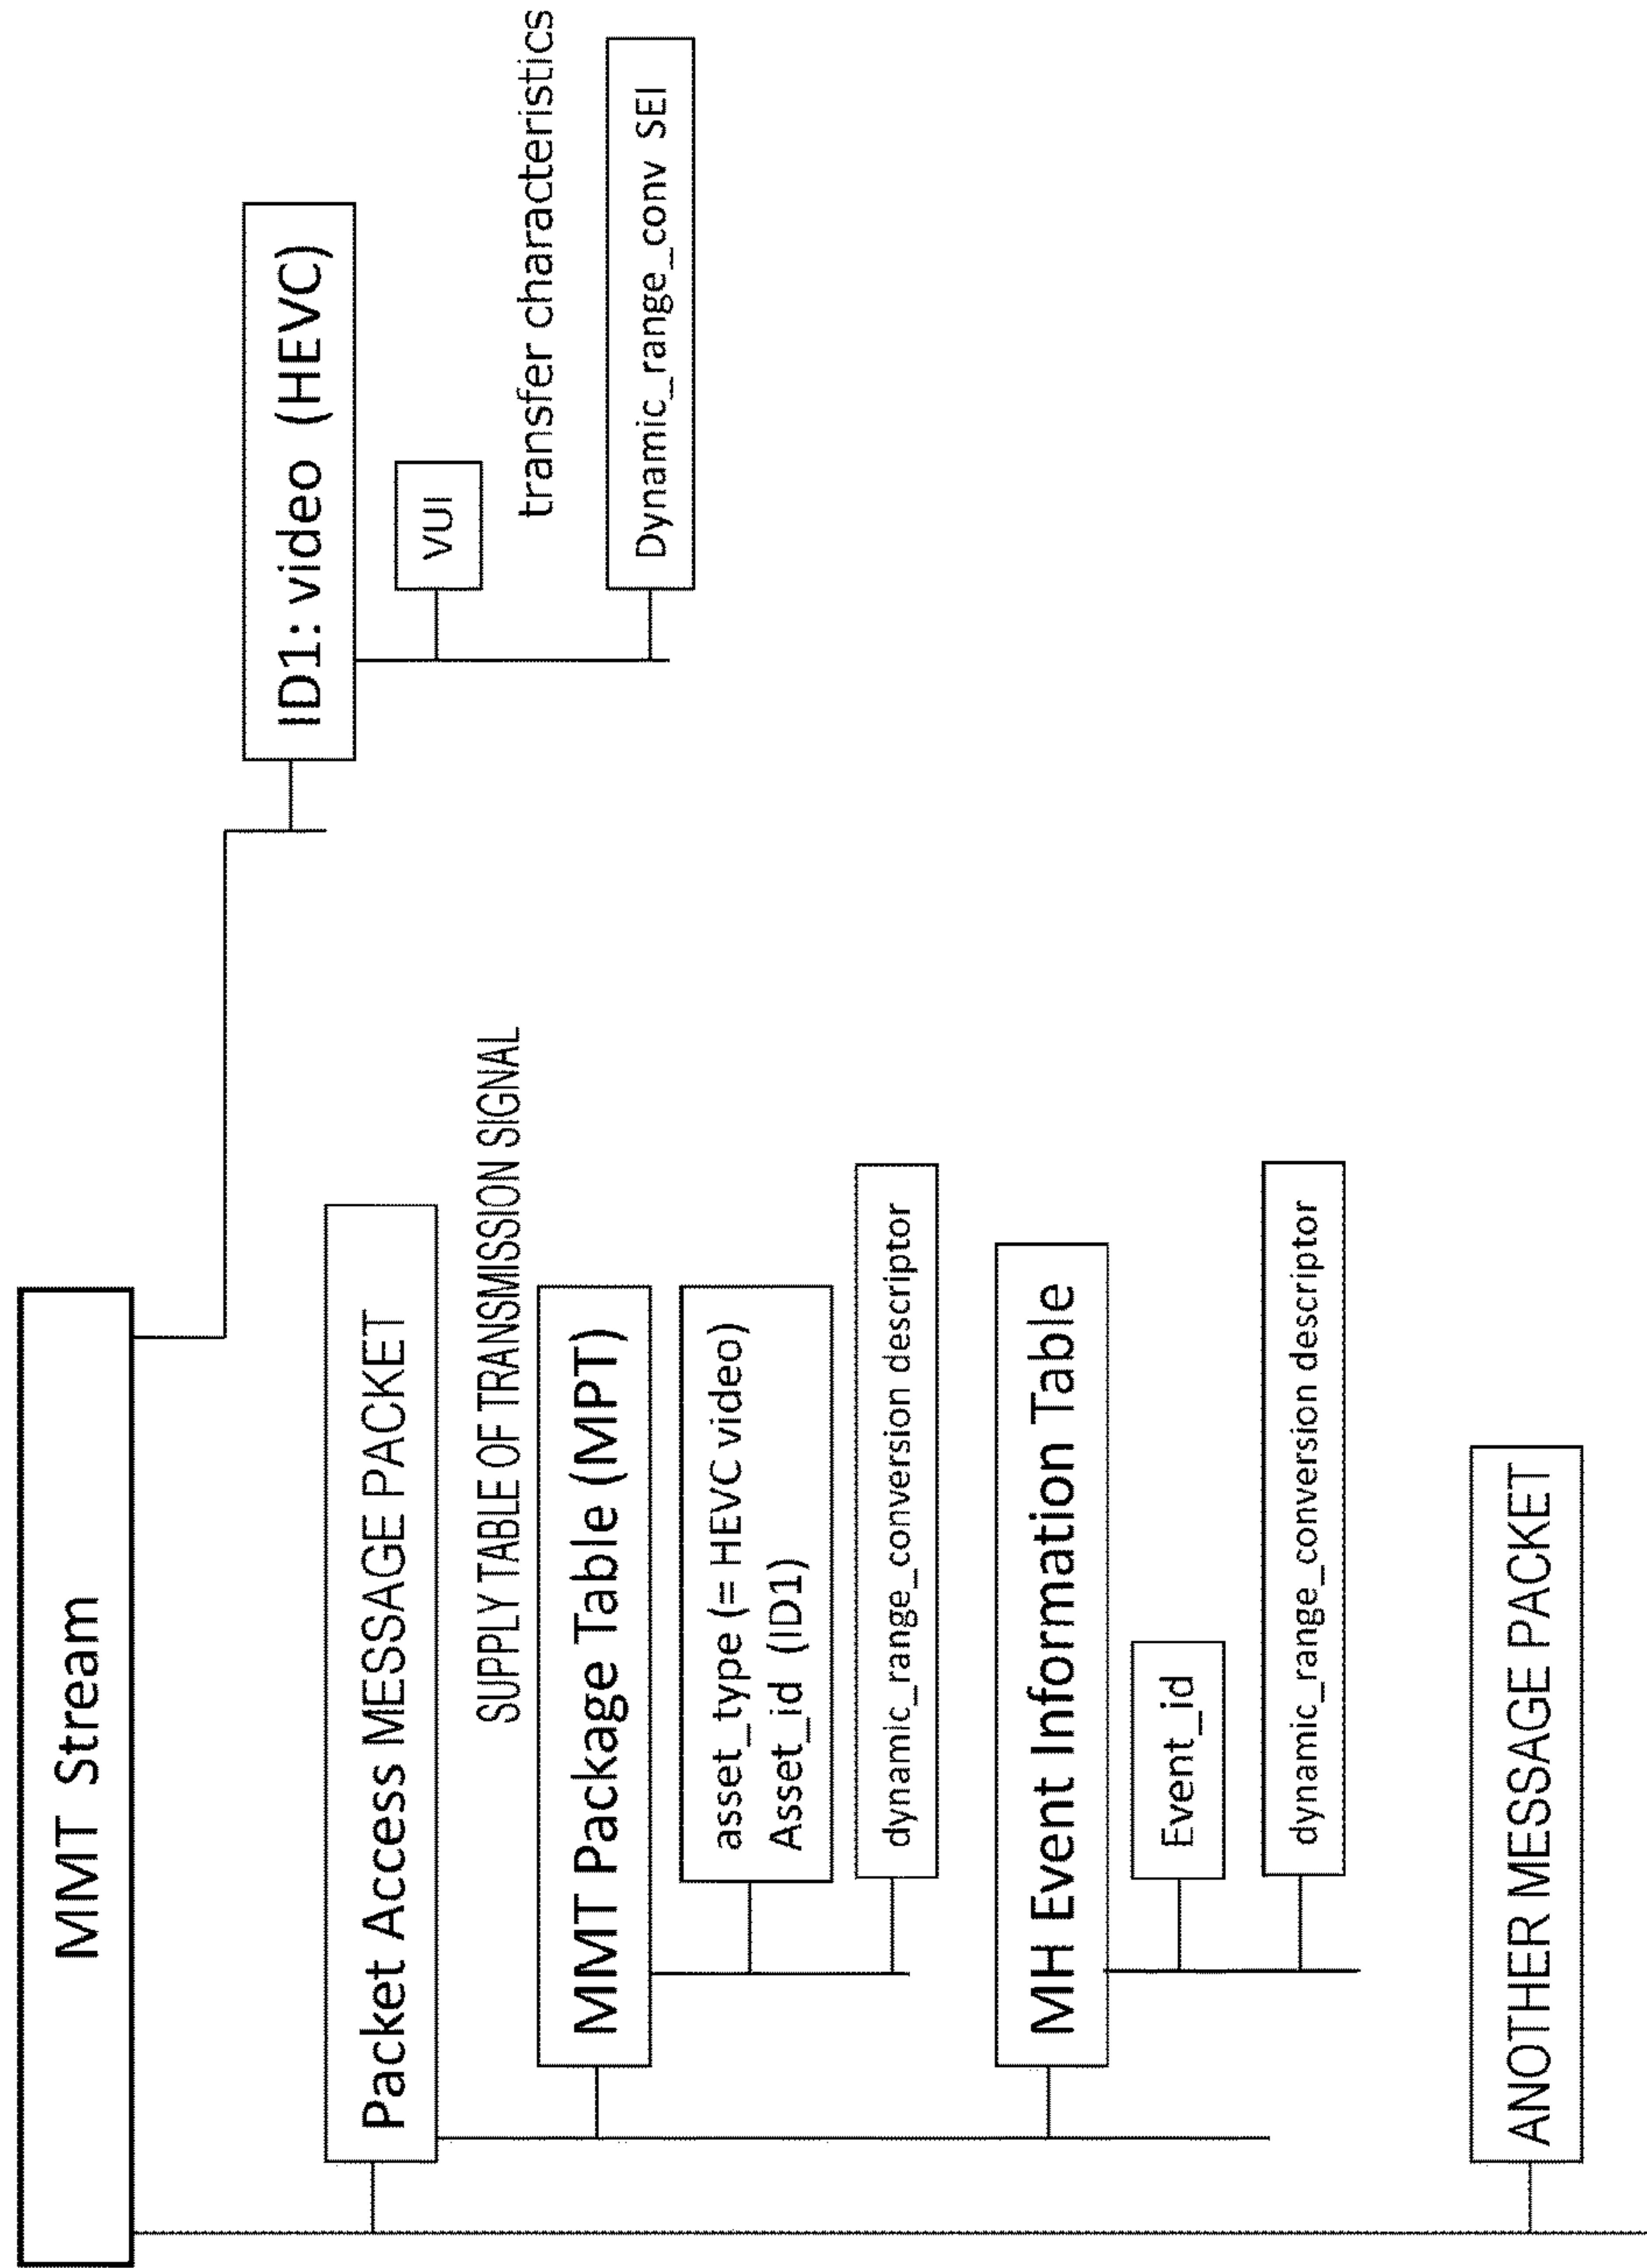 MMT Stream
ID1: video (HEVC)
VUI
transfer characteristics
Dynamic_range_conv SEI
Packet Access MESSAGE PACKET
SUPPLY TABLE OF TRANSMISSION SIGNAL
MMT Package Table (MPT)
asset_type (= HEVC video)
Asset_id (ID1)
dynamic_range_conversion descriptor
MH Event Information Table
Event_id
dynamic_range_conversion descriptor
ANOTHER MESSAGE PACKET